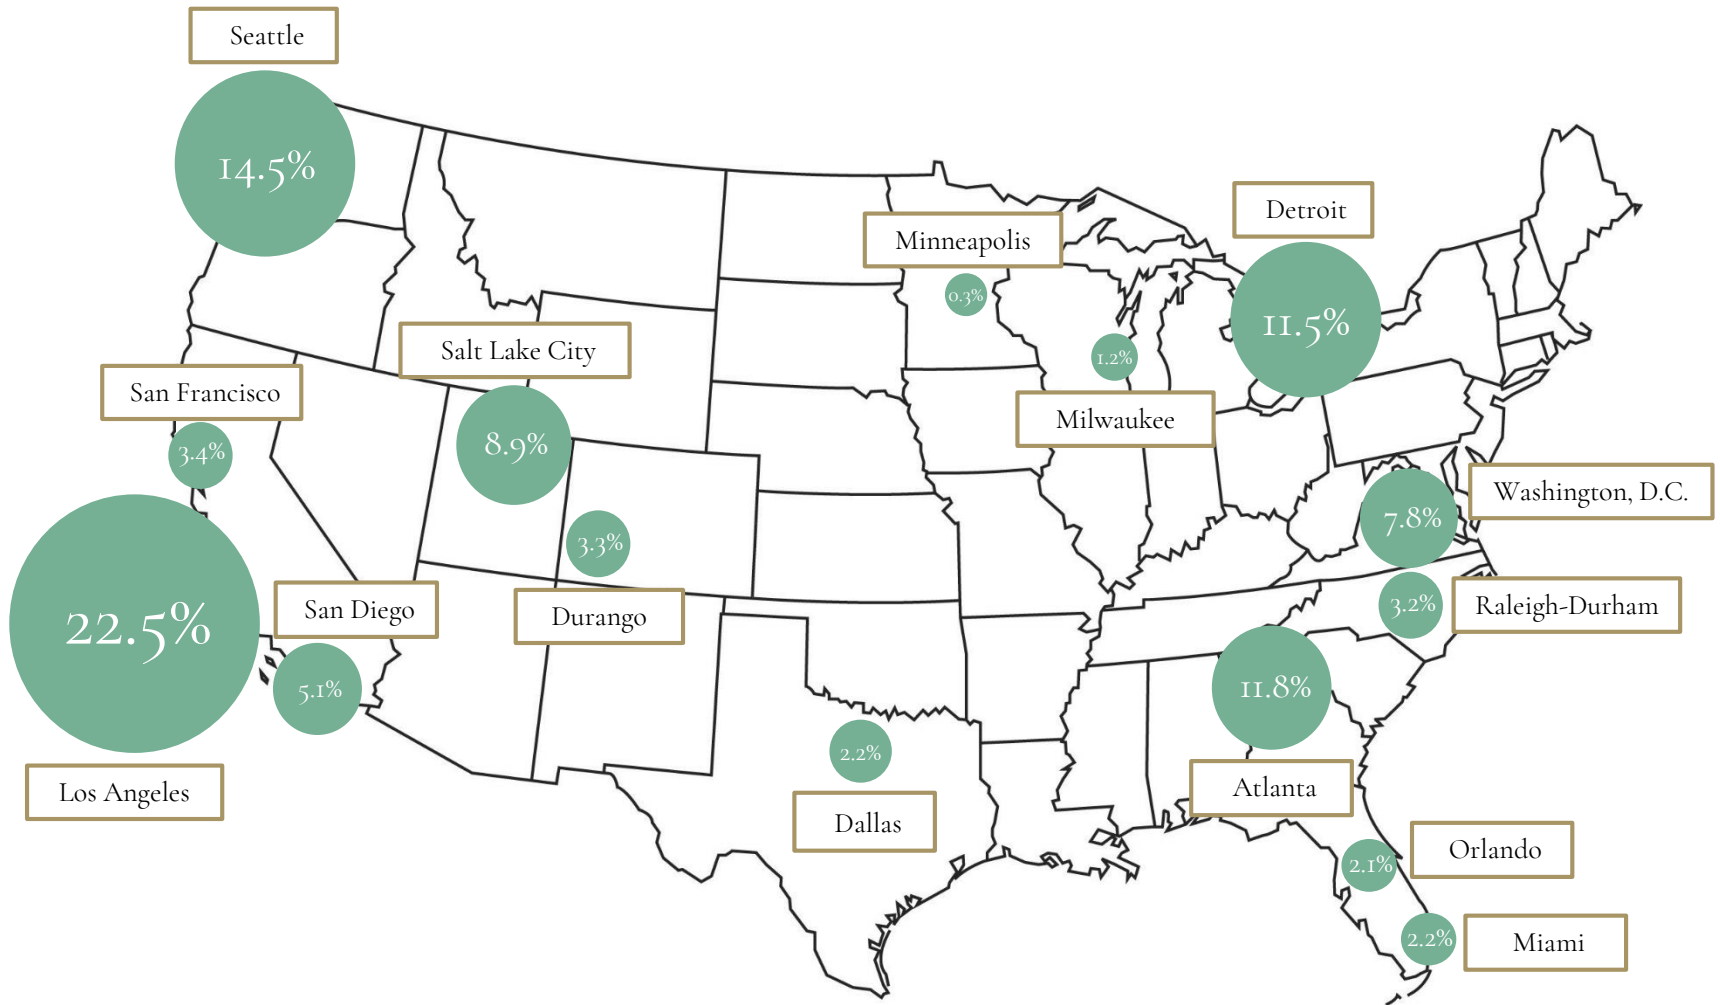 Seattle
14.5%
Detroit
Minneapolis
0.3%
11.5%
Salt Lake City
1.2%
San Francisco
Milwaukee
8.9%
3.4%
Washington, D.C.
7.8%
3.3%
San Diego
Durango
3.2%
Raleigh-Durham
22.5%
5.1%
11.8%
2.2%
Los Angeles
Dallas
Atlanta
Orlando
2.1%
2.2%
Miami